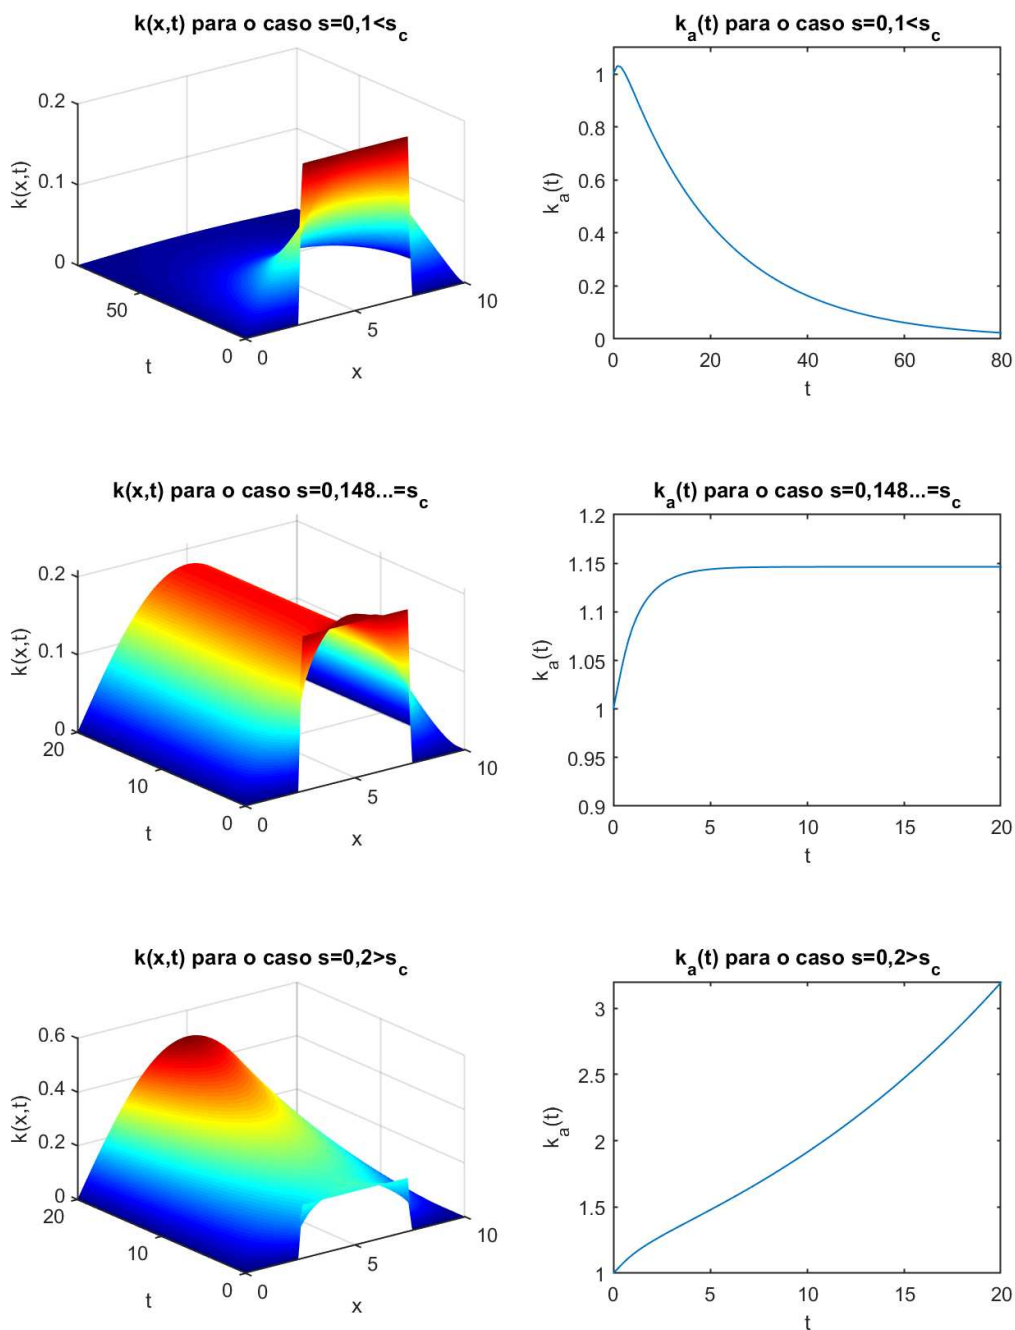 k(x,t) para o caso s=0,1<s_c
k_a(t) para o caso s=0,1<s_c
k(x,t)
0.2
0.1
0
50
0
t
0
5
10
x
k_a(t)
1
0.8
0.6
0.4
0.2
0
0
20
40
60
80
t
k(x,t) para o caso s=0,148...=s_c
k_a(t) para o caso s=0,148...=s_c
k(x,t)
0.2
0.1
0
20
10
0
t
0
5
10
x
k_a(t)
1.2
1.15
1.1
1.05
1
0.95
0.9
0
5
10
15
20
t
k(x,t) para o caso s=0,2>s_c
k_a(t) para o caso s=0,2>s_c
k(x,t)
0.6
0.4
0.2
0
20
10
0
t
0
5
10
x
k_a(t)
3
2.5
2
1.5
1
0
5
10
15
20
t